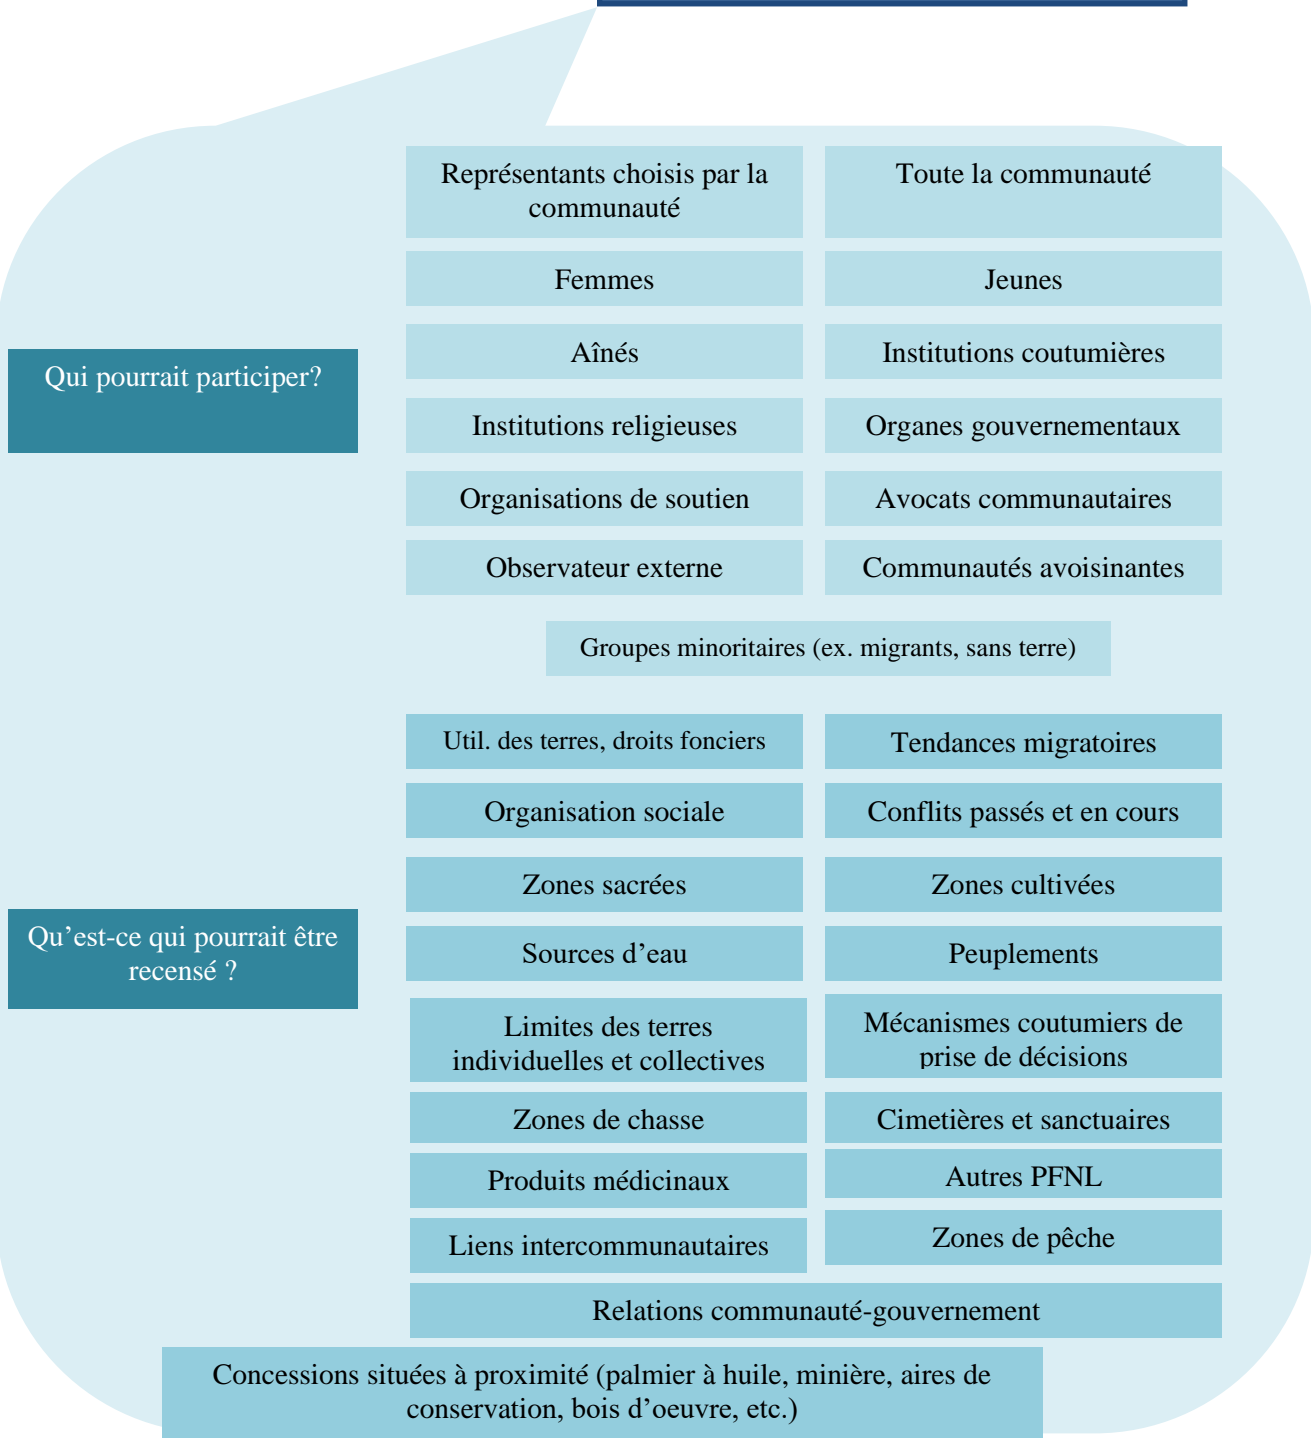 Représentants choisis par la
communauté
Toute la communauté
Femmes
Jeunes
Aînés
Institutions coutumières
Qui pourrait participer?
Institutions religieuses
Organes gouvernementaux
Organisations de soutien
Avocats communautaires
Observateur externe
Communautés avoisinantes
Groupes minoritaires (ex. migrants, sans terre)
Util. des terres, droits fonciers
Tendances migratoires
Organisation sociale
Conflits passés et en cours
Zones sacrées
Zones cultivées
Qu’est-ce qui pourrait être
recensé ?
Sources d’eau
Peuplements
Limites des terres
individuelles et collectives
Mécanismes coutumiers de
prise de décisions
Zones de chasse
Cimetières et sanctuaires
Produits médicinaux
Autres PFNL
Liens intercommunautaires
Zones de pêche
Relations communauté-gouvernement
Concessions situées à proximité (palmier à huile, minière, aires de
conservation, bois d’oeuvre, etc.)